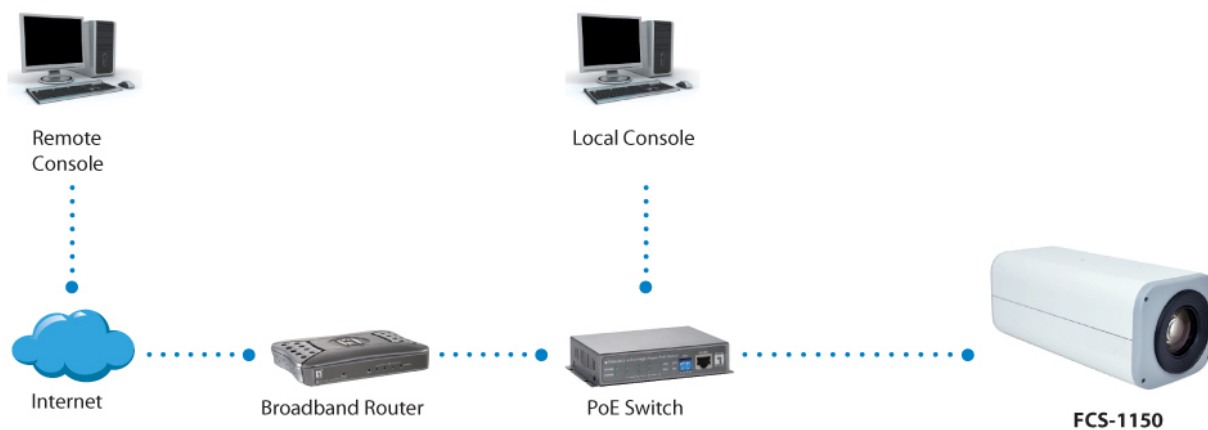 Remote
Console
Local Console
Internet
Broadband Router
PoE Switch
FCS-1150